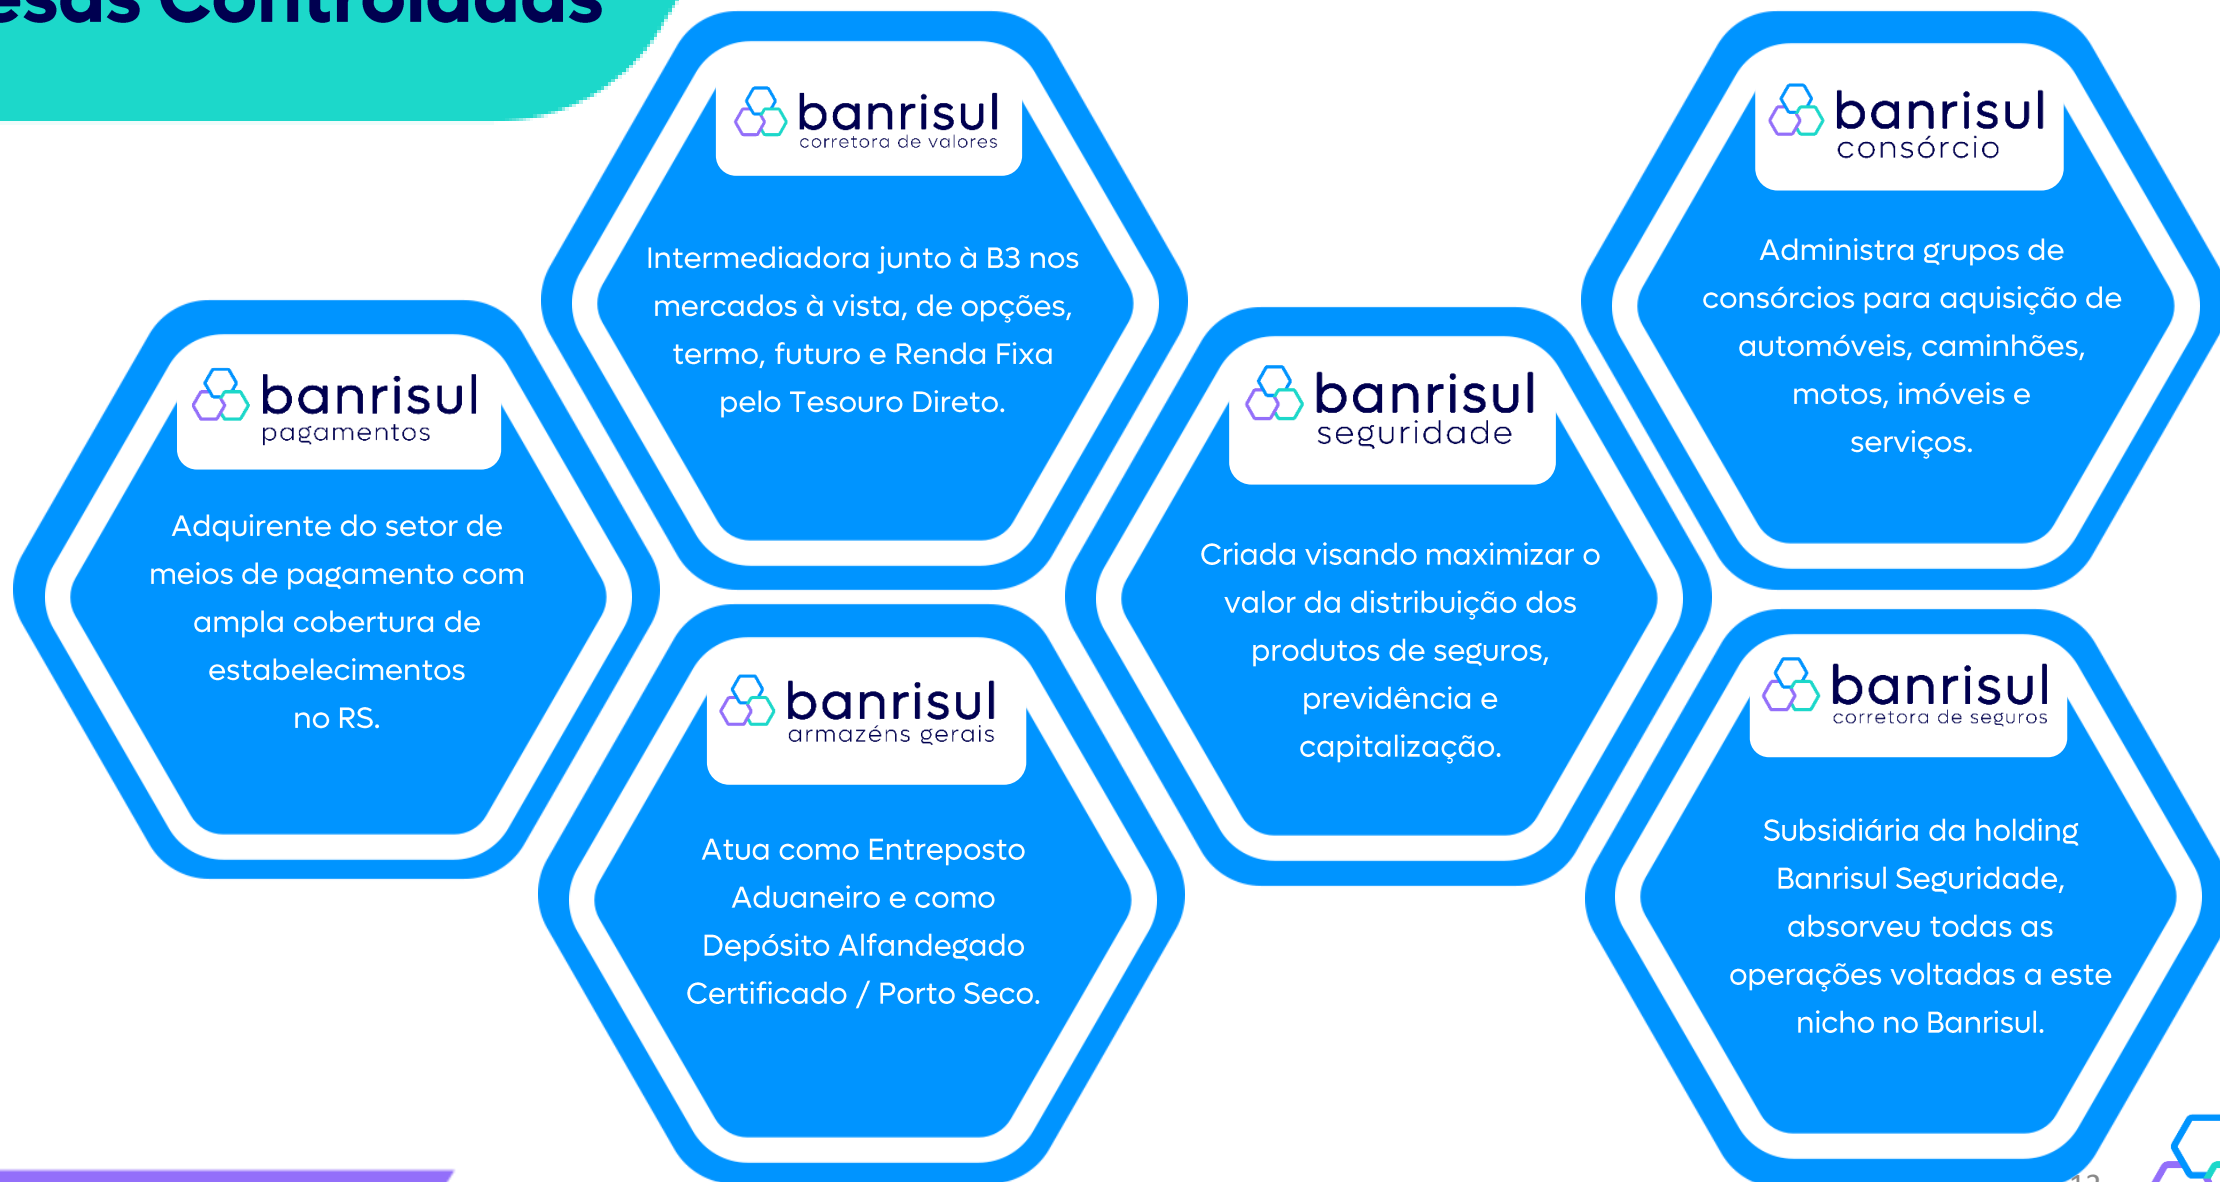 Controladas
banrisul
corretora de valores
Intermediadora junto à B3 nos
mercados à vista, de opções,
termo, futuro e Renda Fixa
pelo Tesouro Direto.
banrisul
consórcio
Administra grupos de
consórcios para aquisição de
automóveis, caminhões,
motos, imóveis e
serviços.
banrisul
pagamentos
Adquirente do setor de
meios de pagamento com
ampla cobertura de
estabelecimentos
no RS.
banrisul
seguridade
Criada visando maximizar o
valor da distribuição dos
produtos de seguros,
previdência e
capitalização.
banrisul
armazéns gerais
Atua como Entreposto
Aduaneiro e como
Depósito Alfandegado
Certificado / Porto Seco.
banrisul
corretora de seguros
Subsidiária da holding
Banrisul Seguridade,
absorveu todas as
operações voltadas a este
nicho no Banrisul.